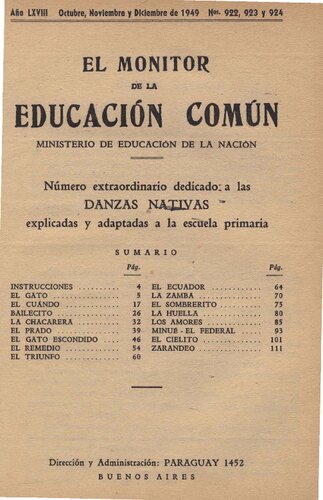 Año LXVIII Octubre, Noviembre y Diciembre de 1949 Nos. 922, 923 y 924
EL MONITOR
DE LA
EDUCACIÓN COMÚN
MINISTERIO DE EDUCACIÓN DE LA NACIÓN
Número extraordinario dedicado a las
DANZAS NATIVAS
explicadas y adaptadas a la escuela primaria
SUMARIO
Pág.
INSTRUCCIONES .......... 4
EL GATO .......... 5
EL CUÁNDO .......... 17
BAILECITO .......... 26
LA CHACARERA .......... 32
EL PRADO .......... 39
EL GATO ESCONDIDO .......... 46
EL REMEDIO .......... 54
EL TRIUNFO .......... 60
Pág.
EL ECUADOR .......... 64
LA ZAMBA .......... 70
EL SOMBRERITO .......... 75
LA HUELLA .......... 80
LOS AMORES .......... 85
MINUÉ - EL FEDERAL .......... 93
EL CIELITO .......... 101
ZARANDEO .......... 111
Dirección y Administración: PARAGUAY 1452
BUENOS AIRES